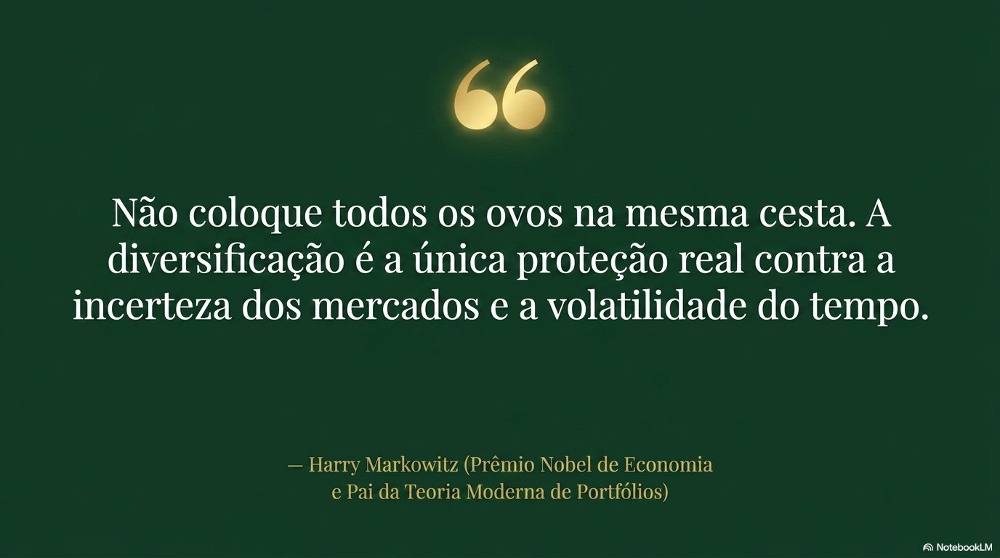 “
Não coloque todos os ovos na mesma cesta. A
diversificação é a única proteção real contra a
incerteza dos mercados e a volatilidade do tempo.
— Harry Markowitz (Prêmio Nobel de Economia
e Pai da Teoria Moderna de Portfólios)
NotebookLM